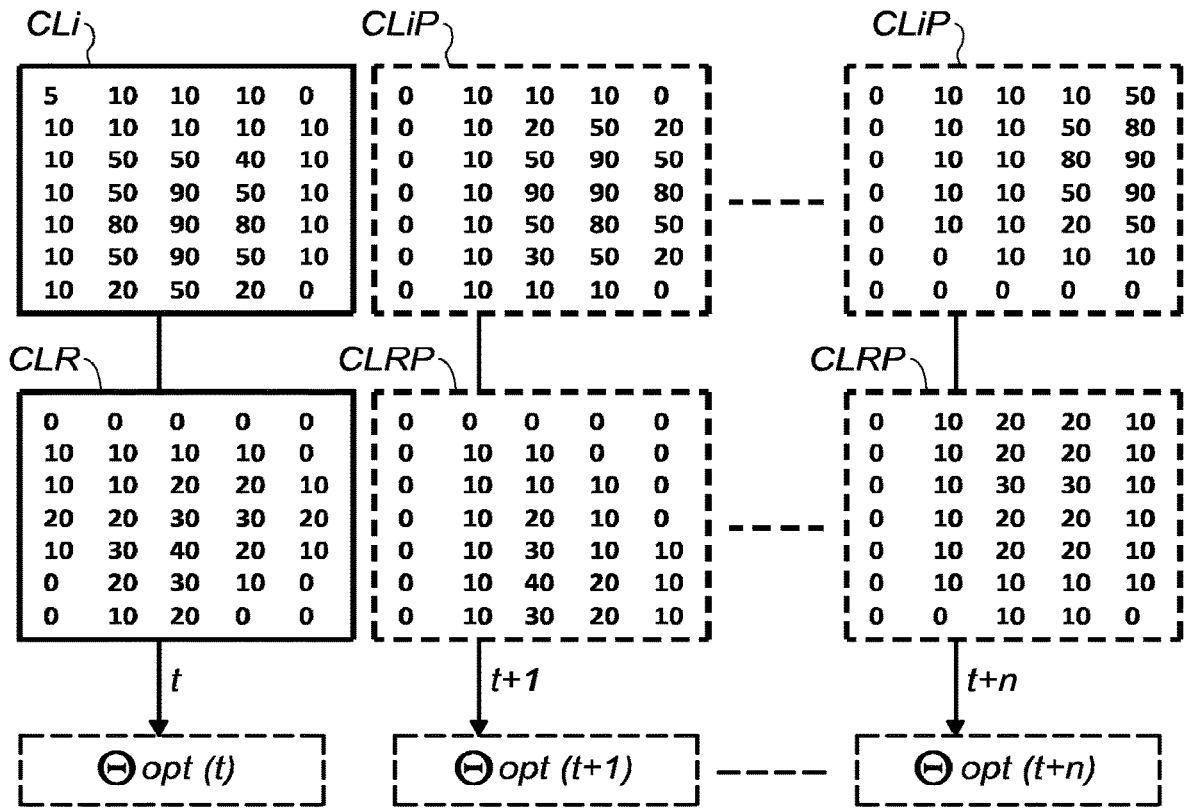 CLi CLiP CLiP
5 10 10 10 0 0 10 10 10 0 0 10 10 10 50
10 10 10 10 10 0 10 20 50 20 0 10 10 50 80
10 50 50 40 10 0 10 50 90 50 0 10 10 80 90
10 50 90 50 10 0 10 90 90 80 0 10 10 50 90
10 80 90 80 10 0 10 50 80 50 0 10 10 20 50
10 50 90 50 10 0 10 30 50 20 0 0 10 10 10
10 20 50 20 0 0 10 10 10 0 0 0 0 0 0
CLR CLRP CLRP
0 0 0 0 0 0 0 0 0 0 0 10 20 20 10
10 10 10 10 0 0 10 10 0 0 0 10 20 20 10
10 10 20 20 10 0 10 10 10 0 0 10 30 30 10
20 20 30 30 20 0 10 20 10 0 0 10 20 20 10
10 30 40 20 10 0 10 30 10 10 0 10 20 20 10
0 20 30 10 0 0 10 40 20 10 0 10 10 10 10
0 10 20 0 0 0 10 30 20 10 0 0 10 10 0
t t+1 t+n
Θ opt (t) Θ opt (t+1) Θ opt (t+n)